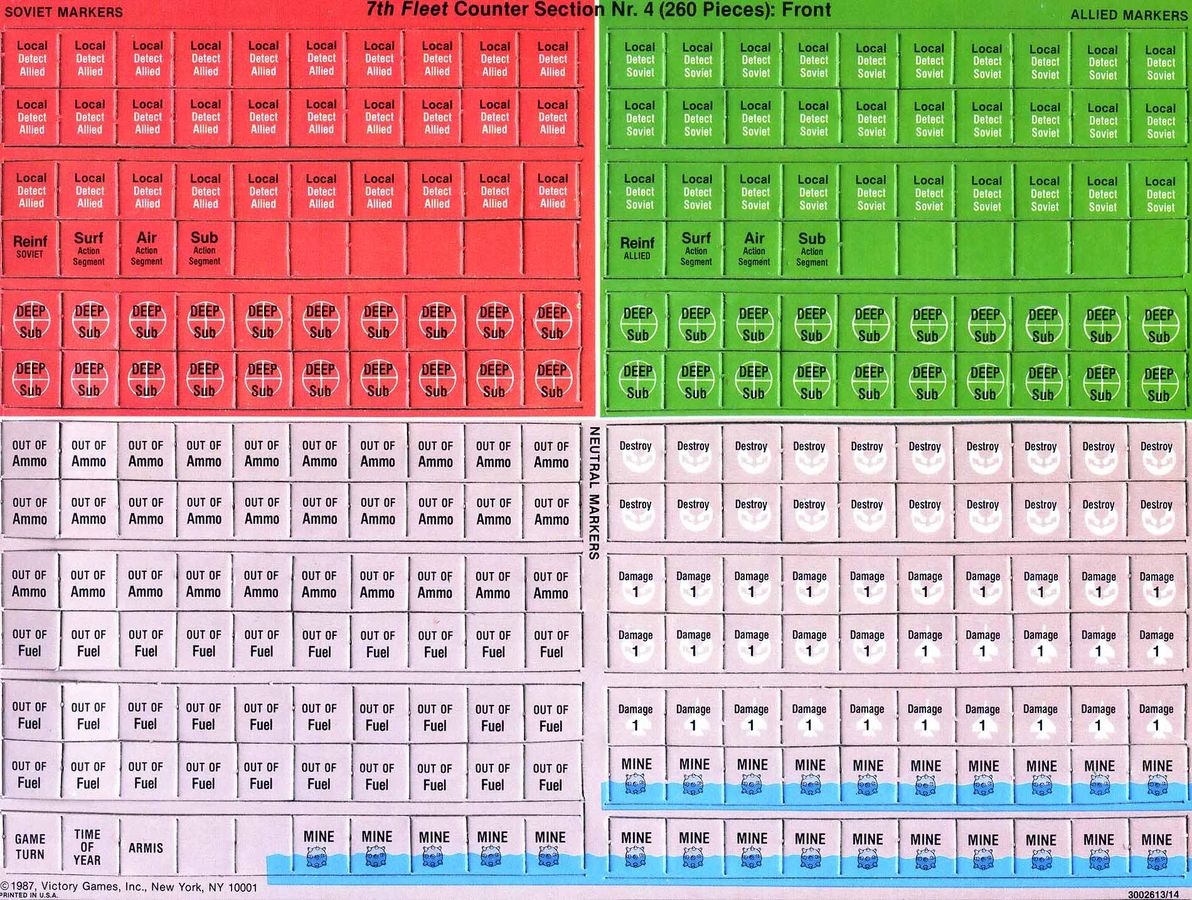 SOVIET MARKERS
7th Fleet Counter Section Nr. 4 (260 Pieces): Front
ALLIED MARKERS
Local Local Local Local Local Local Local Local Local Local
Detect Detect Detect Detect Detect Detect Detect Detect Detect Detect
Allied Allied Allied Allied Allied Allied Allied Allied Allied Allied
Local Local Local Local Local Local Local Local Local Local
Detect Detect Detect Detect Detect Detect Detect Detect Detect Detect
Allied Allied Allied Allied Allied Allied Allied Allied Allied Allied
Local Local Local Local Local Local Local Local Local Local
Detect Detect Detect Detect Detect Detect Detect Detect Detect Detect
Allied Allied Allied Allied Allied Allied Allied Allied Allied Allied
Reinf Surf Air Sub
SOVIET Action Action Action
Segment Segment Segment
DEEP DEEP DEEP DEEP DEEP DEEP DEEP DEEP DEEP DEEP
Sub Sub Sub Sub Sub Sub Sub Sub Sub Sub
DEEP DEEP DEEP DEEP DEEP DEEP DEEP DEEP DEEP DEEP
Sub Sub Sub Sub Sub Sub Sub Sub Sub Sub
Local Local Local Local Local Local Local Local Local Local
Detect Detect Detect Detect Detect Detect Detect Detect Detect Detect
Soviet Soviet Soviet Soviet Soviet Soviet Soviet Soviet Soviet Soviet
Local Local Local Local Local Local Local Local Local Local
Detect Detect Detect Detect Detect Detect Detect Detect Detect Detect
Soviet Soviet Soviet Soviet Soviet Soviet Soviet Soviet Soviet Soviet
Local Local Local Local Local Local Local Local Local Local
Detect Detect Detect Detect Detect Detect Detect Detect Detect Detect
Soviet Soviet Soviet Soviet Soviet Soviet Soviet Soviet Soviet Soviet
Reinf Surf Air Sub
ALLIED Action Action Action
Segment Segment Segment
DEEP DEEP DEEP DEEP DEEP DEEP DEEP DEEP DEEP DEEP
Sub Sub Sub Sub Sub Sub Sub Sub Sub Sub
DEEP DEEP DEEP DEEP DEEP DEEP DEEP DEEP DEEP DEEP
Sub Sub Sub Sub Sub Sub Sub Sub Sub Sub
OUT OF OUT OF OUT OF OUT OF OUT OF OUT OF OUT OF OUT OF OUT OF OUT OF
Ammo Ammo Ammo Ammo Ammo Ammo Ammo Ammo Ammo Ammo
OUT OF OUT OF OUT OF OUT OF OUT OF OUT OF OUT OF OUT OF OUT OF OUT OF
Ammo Ammo Ammo Ammo Ammo Ammo Ammo Ammo Ammo Ammo
OUT OF OUT OF OUT OF OUT OF OUT OF OUT OF OUT OF OUT OF OUT OF OUT OF
Ammo Ammo Ammo Ammo Ammo Ammo Ammo Ammo Ammo Ammo
OUT OF OUT OF OUT OF OUT OF OUT OF OUT OF OUT OF OUT OF OUT OF OUT OF
Fuel Fuel Fuel Fuel Fuel Fuel Fuel Fuel Fuel Fuel
OUT OF OUT OF OUT OF OUT OF OUT OF OUT OF OUT OF OUT OF OUT OF OUT OF
Fuel Fuel Fuel Fuel Fuel Fuel Fuel Fuel Fuel Fuel
OUT OF OUT OF OUT OF OUT OF OUT OF OUT OF OUT OF OUT OF OUT OF OUT OF
Fuel Fuel Fuel Fuel Fuel Fuel Fuel Fuel Fuel Fuel
GAME
TURN
TIME
OF
YEAR
ARMIS
MINE MINE MINE MINE MINE
NEUTRAL MARKERS
Destroy Destroy Destroy Destroy Destroy Destroy Destroy Destroy Destroy Destroy
Destroy Destroy Destroy Destroy Destroy Destroy Destroy Destroy Destroy Destroy
Damage Damage Damage Damage Damage Damage Damage Damage Damage Damage
1 1 1 1 1 1 1 1 1 1
Damage Damage Damage Damage Damage Damage Damage Damage Damage Damage
1 1 1 1 1 1 1 1 1 1
Damage Damage Damage Damage Damage Damage Damage Damage Damage Damage
1 1 1 1 1 1 1 1 1 1
MINE MINE MINE MINE MINE MINE MINE MINE MINE MINE
MINE MINE MINE MINE MINE MINE MINE MINE MINE MINE
© 1987, Victory Games, Inc., New York, NY 10001
PRINTED IN U.S.A.
3002613/14